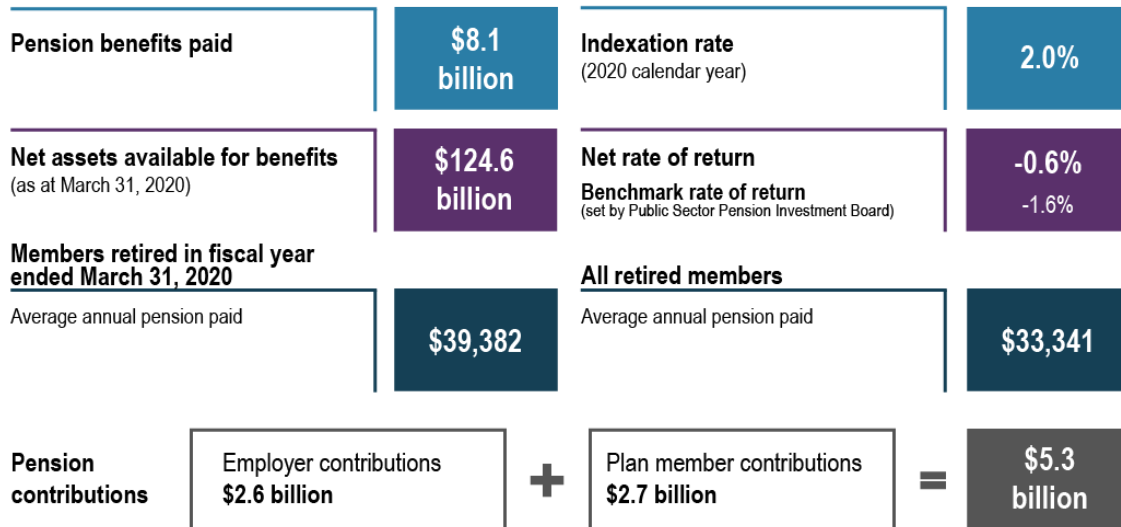 Pension benefits paid
$8.1
billion
Indexation rate
(2020 calendar year)
2.0%
Net assets available for benefits
(as at March 31, 2020)
$124.6
billion
Net rate of return
Benchmark rate of return
(set by Public Sector Pension Investment Board)
-0.6%
-1.6%
Members retired in fiscal year
ended March 31, 2020
Average annual pension paid
$39,382
All retired members
Average annual pension paid
$33,341
Pension
contributions
Employer contributions
$2.6 billion
+
Plan member contributions
$2.7 billion
=
$5.3
billion